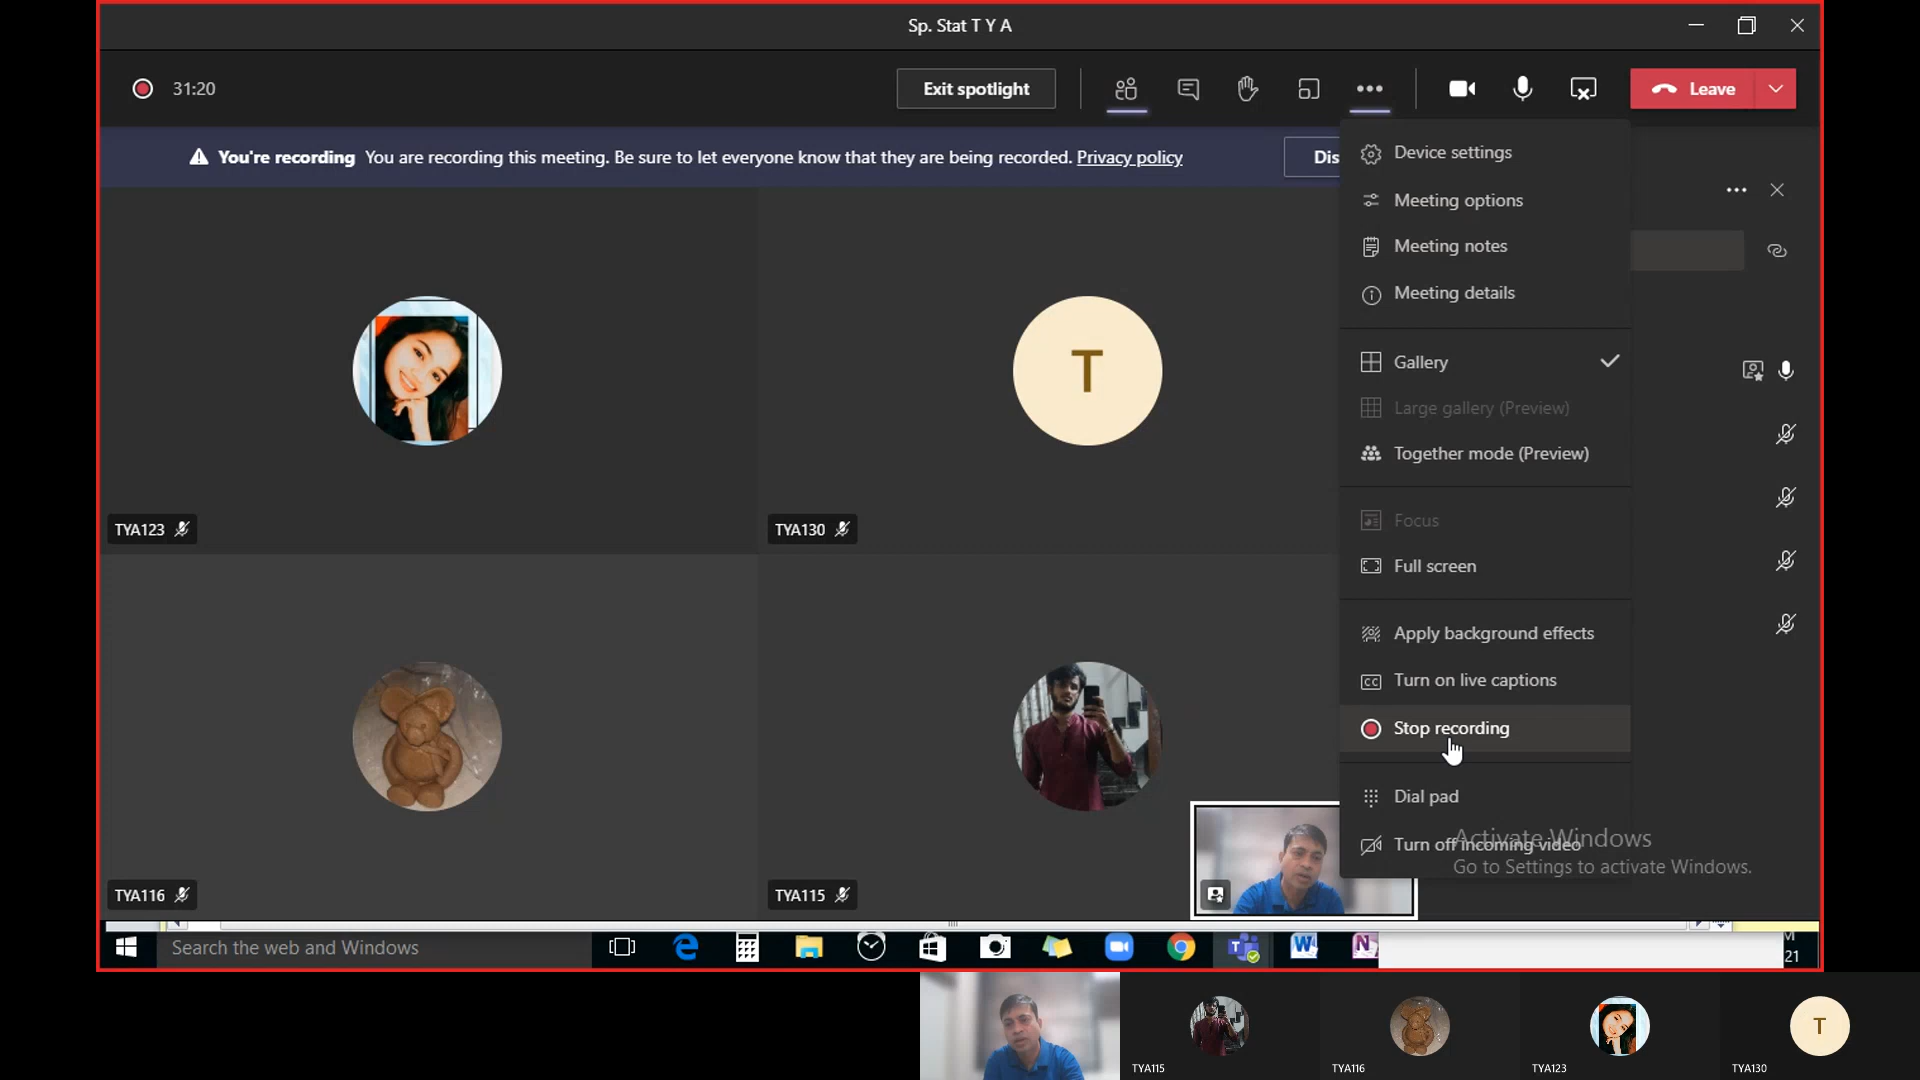 Sp. Stat T Y A
31:20
Exit spotlight
Leave
You're recording You are recording this meeting. Be sure to let everyone know that they are being recorded. Privacy policy
Dis
Device settings
Meeting options
Meeting notes
Meeting details
Gallery
Large gallery (Preview)
Together mode (Preview)
Focus
Full screen
Apply background effects
CC Turn on live captions
Stop recording
Dial pad
Turn off incoming video
Activate Windows
Go to Settings to activate Windows.
T
TYA123
TYA130
TYA116
TYA115
Search the web and Windows
21
T
TYA115
TYA116
TYA123
TYA130